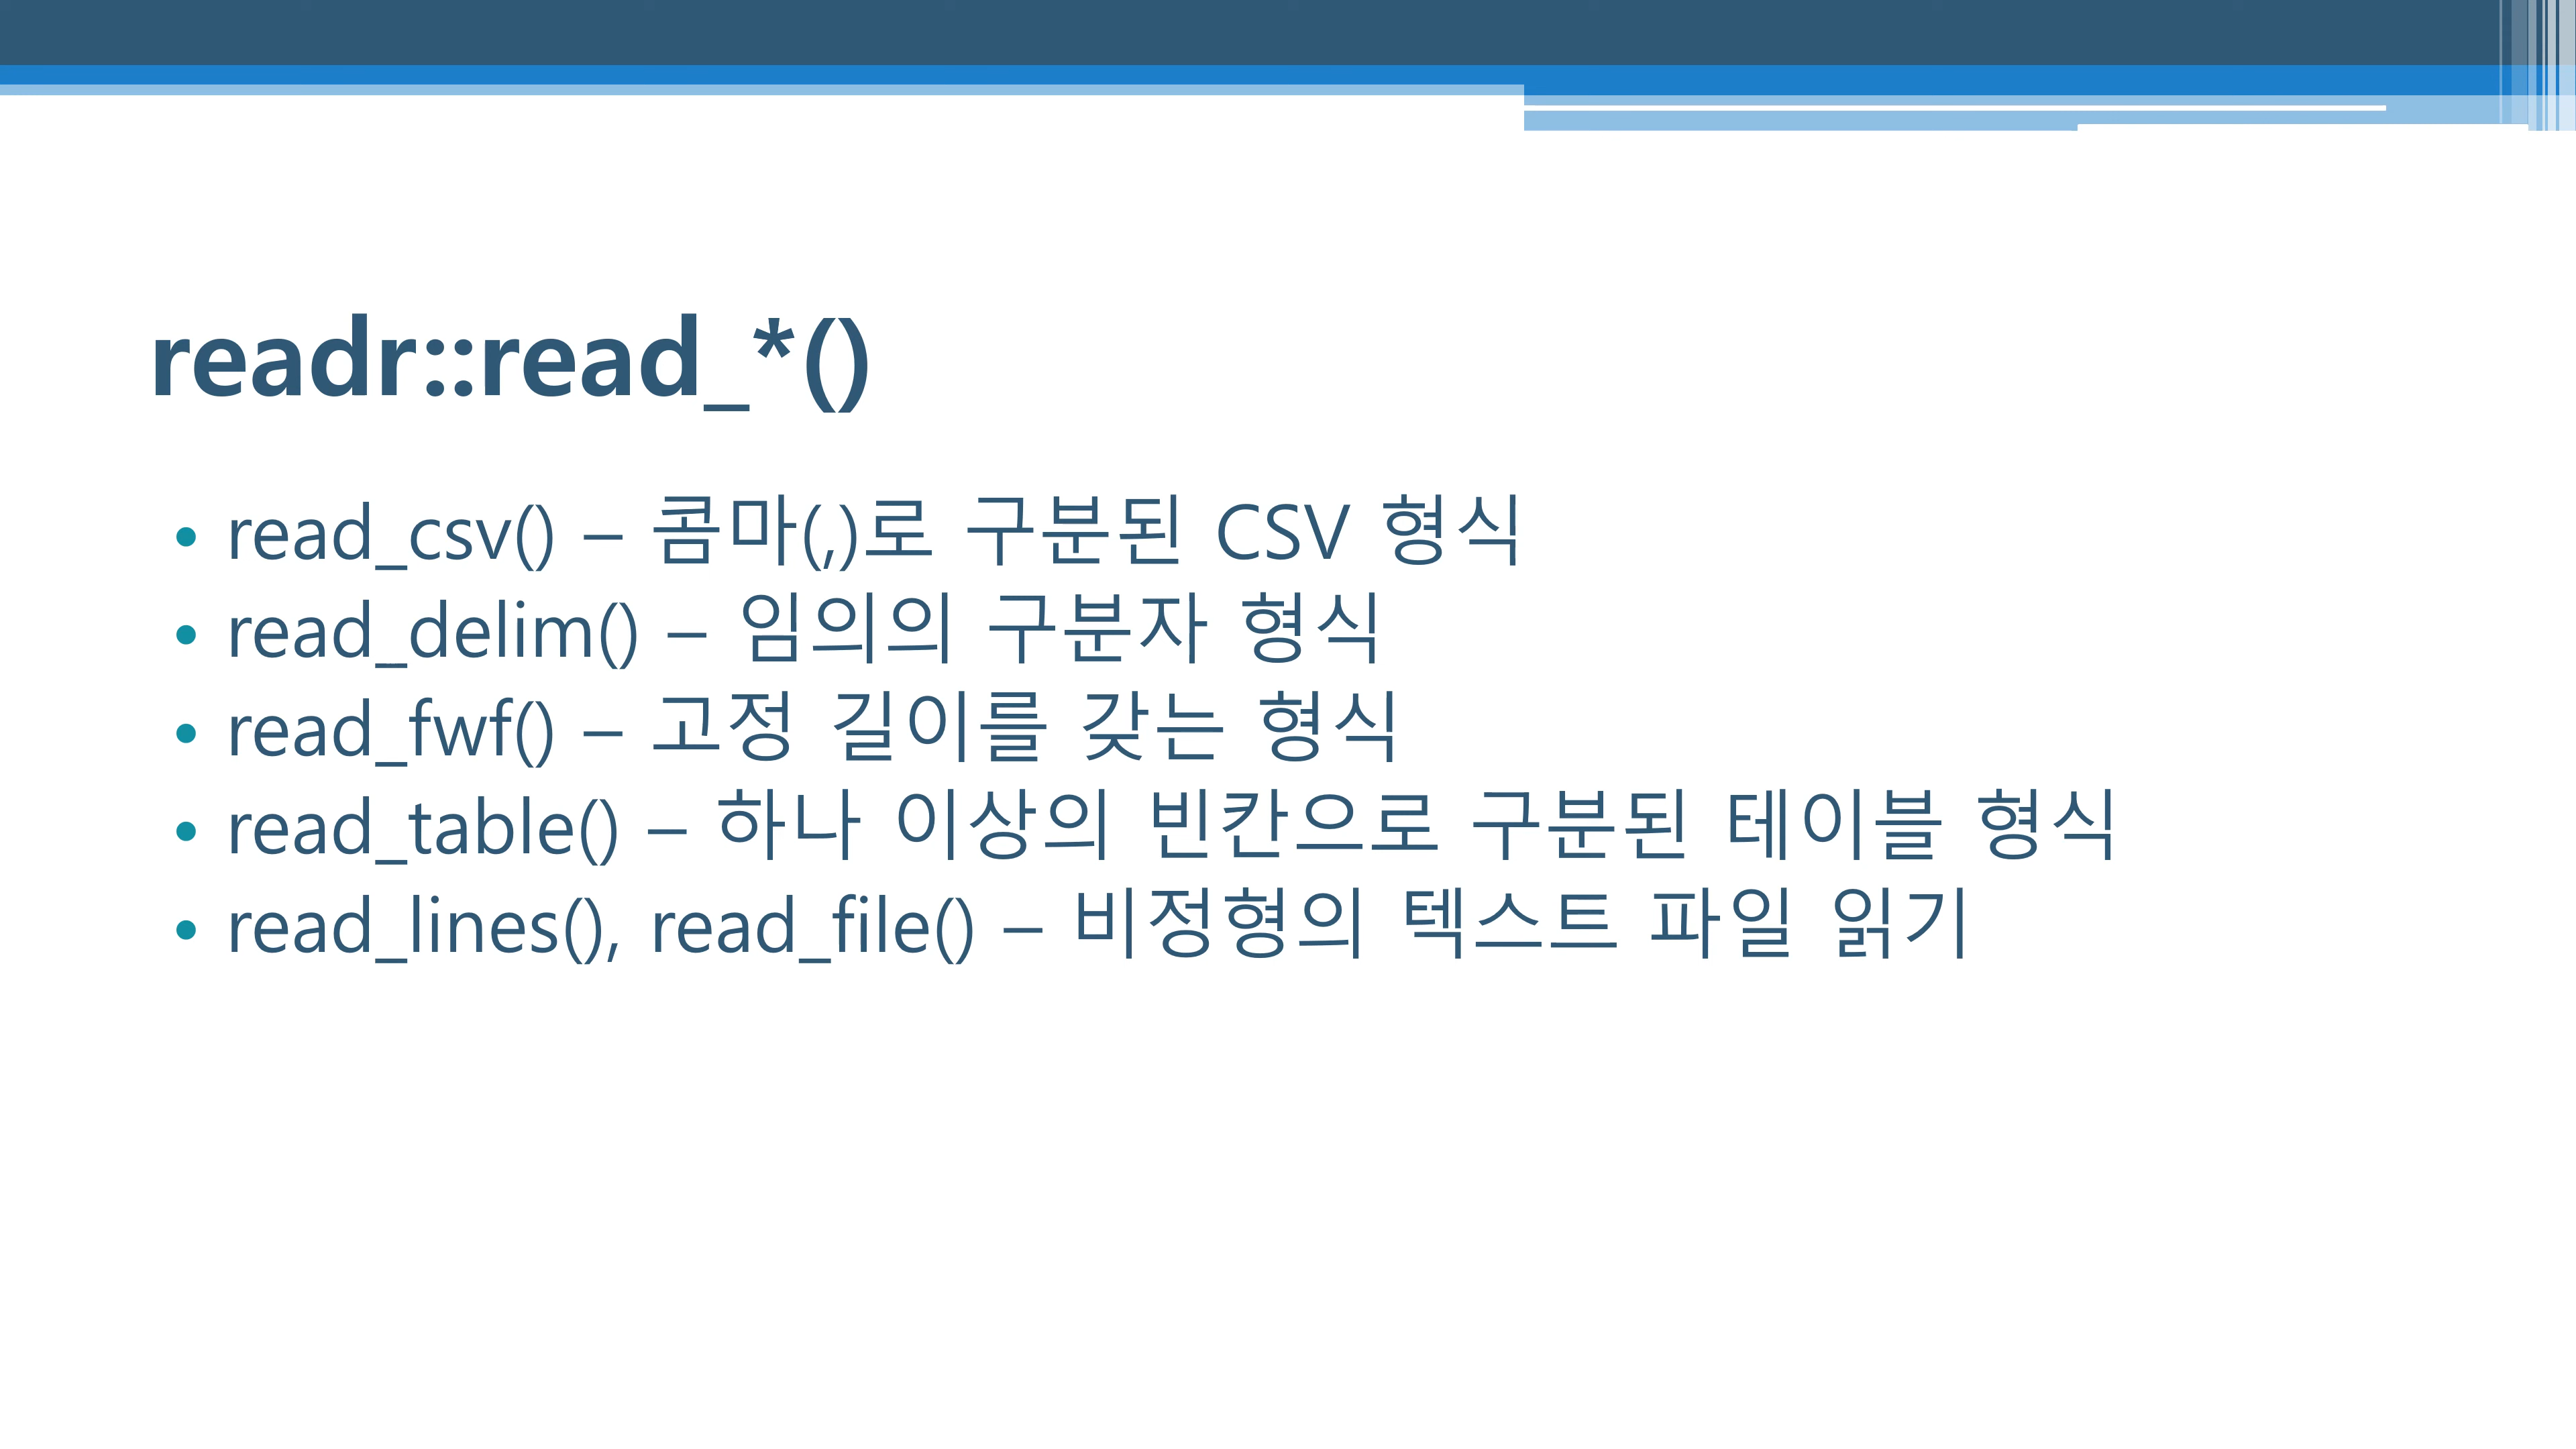 readr::read_*()
• read_csv() – 콤마(,)로 구분된 CSV 형식
• read_delim() – 임의의 구분자 형식
• read_fwf() – 고정 길이를 갖는 형식
• read_table() – 하나 이상의 빈칸으로 구분된 테이블 형식
• read_lines(), read_file() – 비정형의 텍스트 파일 읽기